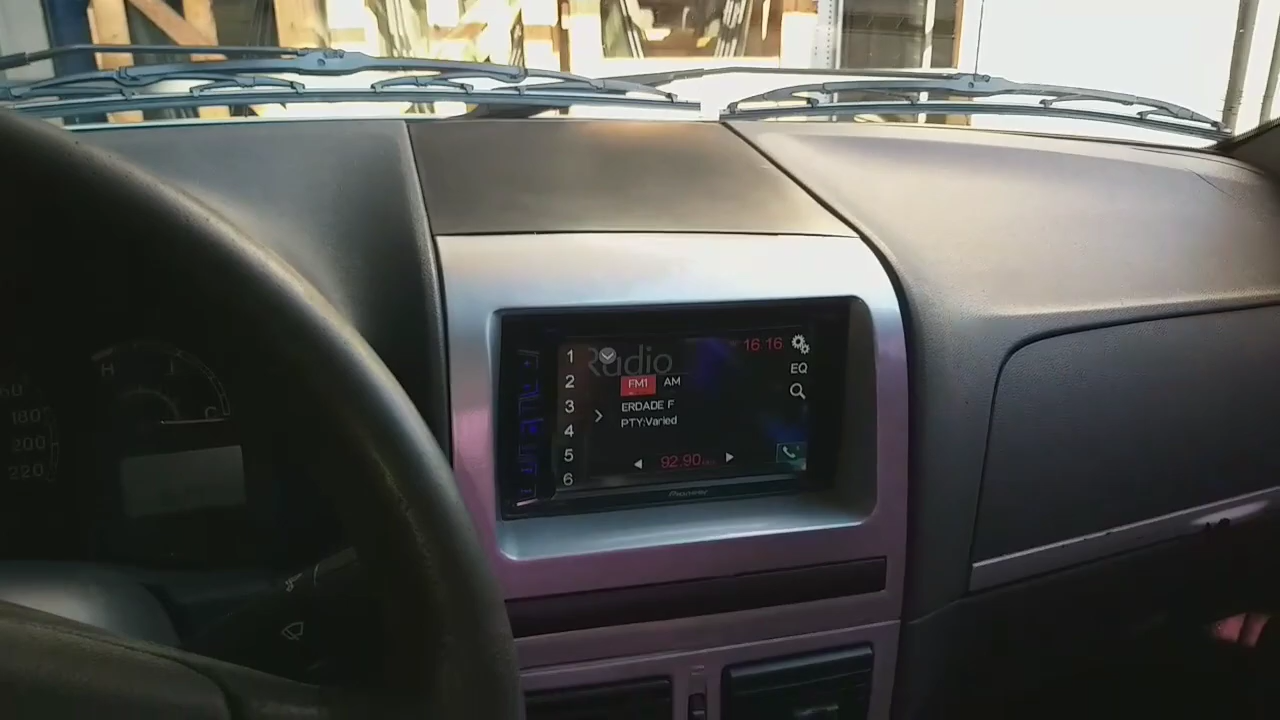 Radio
16:16
1
2
3
4
5
6
FM1 AM
EQ
ERDADE F
PTY:Varied
92.90
Pioneer
H
C
180
200
220